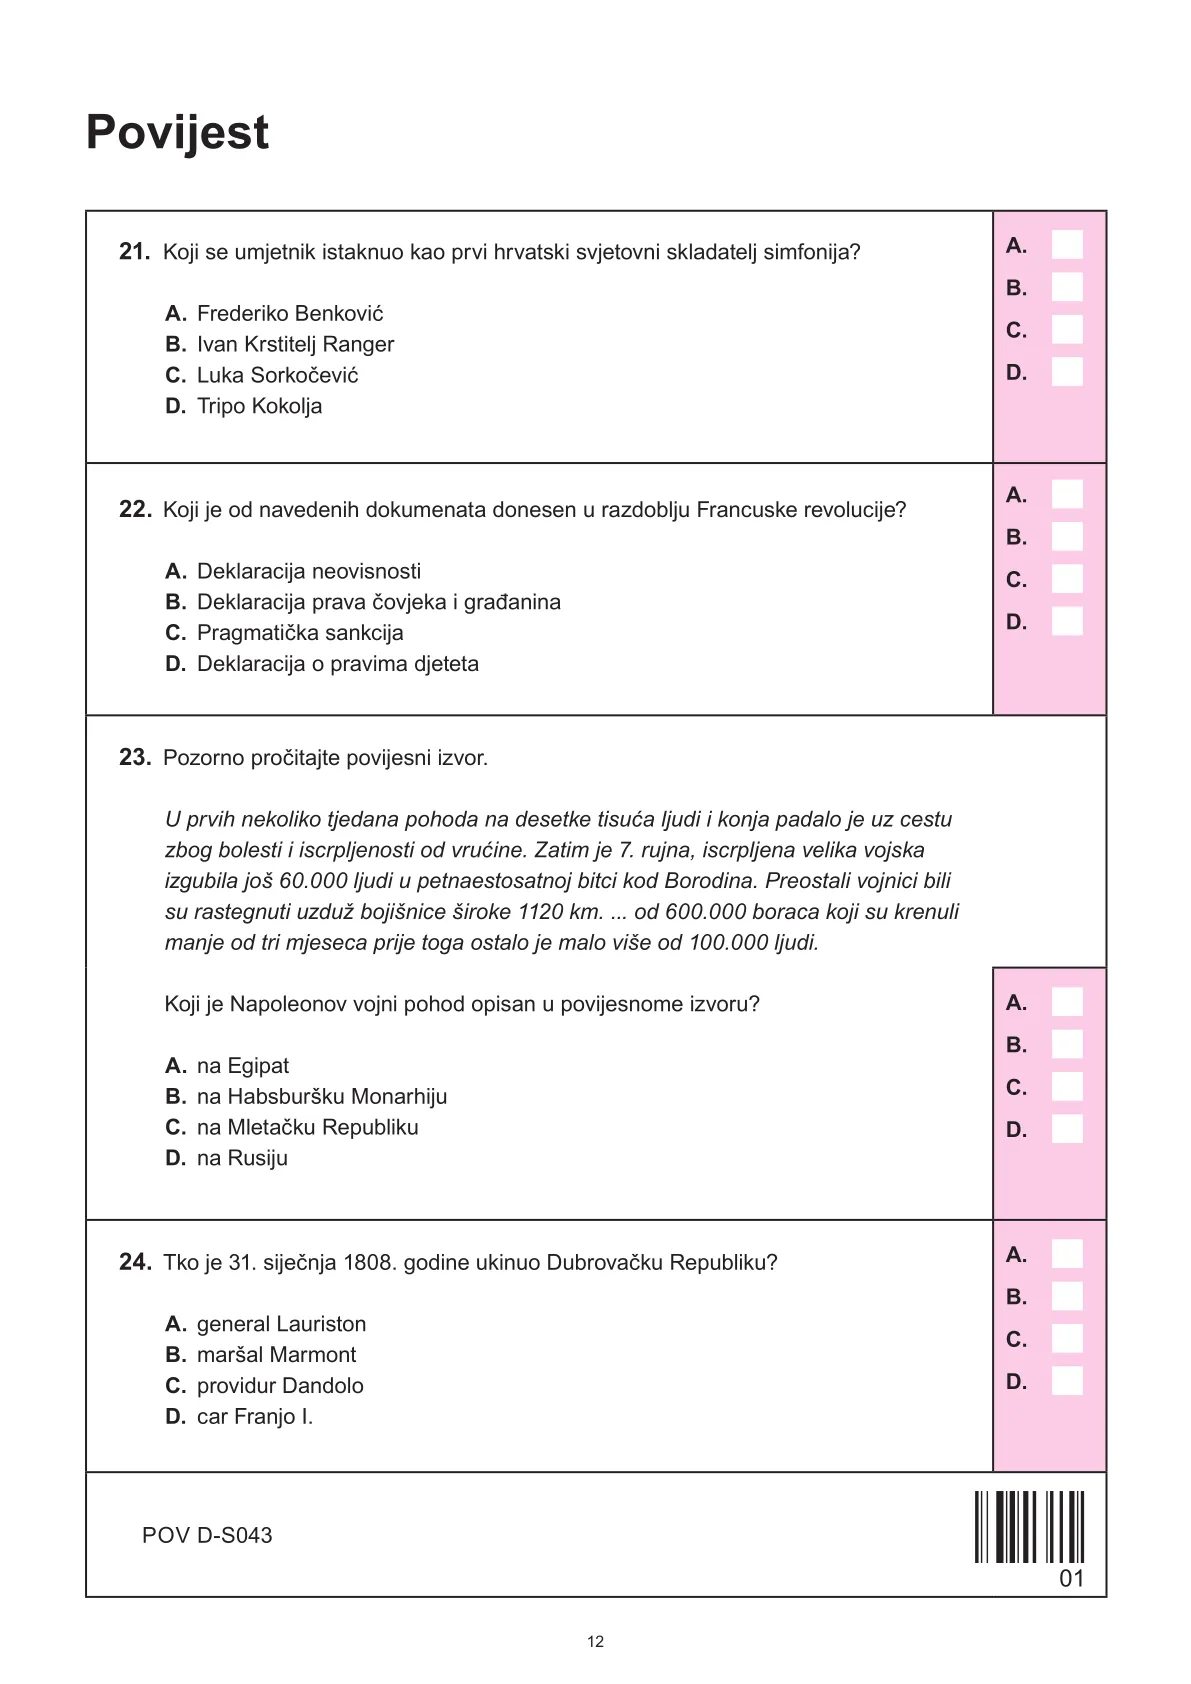 Povijest
21. Koji se umjetnik istaknuo kao prvi hrvatski svjetovni skladatelj simfonija?
A. Frederiko Benković
B. Ivan Krstitelj Ranger
C. Luka Sorkočević
D. Tripo Kokolja
A.
B.
C.
D.
22. Koji je od navedenih dokumenata donesen u razdoblju Francuske revolucije?
A. Deklaracija neovisnosti
B. Deklaracija prava čovjeka i građanina
C. Pragmatička sankcija
D. Deklaracija o pravima djeteta
A.
B.
C.
D.
23. Pozorno pročitajte povijesni izvor.
U prvih nekoliko tjedana pohoda na desetke tisuća ljudi i konja padalo je uz cestu
zbog bolesti i iscrpljenosti od vrućine. Zatim je 7. rujna, iscrpljena velika vojska
izgubila još 60.000 ljudi u petnaestosatnoj bitci kod Borodina. Preostali vojnici bili
su rastegnuti uzduž bojišnice široke 1120 km. ... od 600.000 boraca koji su krenuli
manje od tri mjeseca prije toga ostalo je malo više od 100.000 ljudi.
Koji je Napoleonov vojni pohod opisan u povijesnome izvoru?
A. na Egipat
B. na Habsburšku Monarhiju
C. na Mletačku Republiku
D. na Rusiju
A.
B.
C.
D.
24. Tko je 31. siječnja 1808. godine ukinuo Dubrovačku Republiku?
A. general Lauriston
B. maršal Marmont
C. providur Dandolo
D. car Franjo I.
A.
B.
C.
D.
POV D-S043
01
12